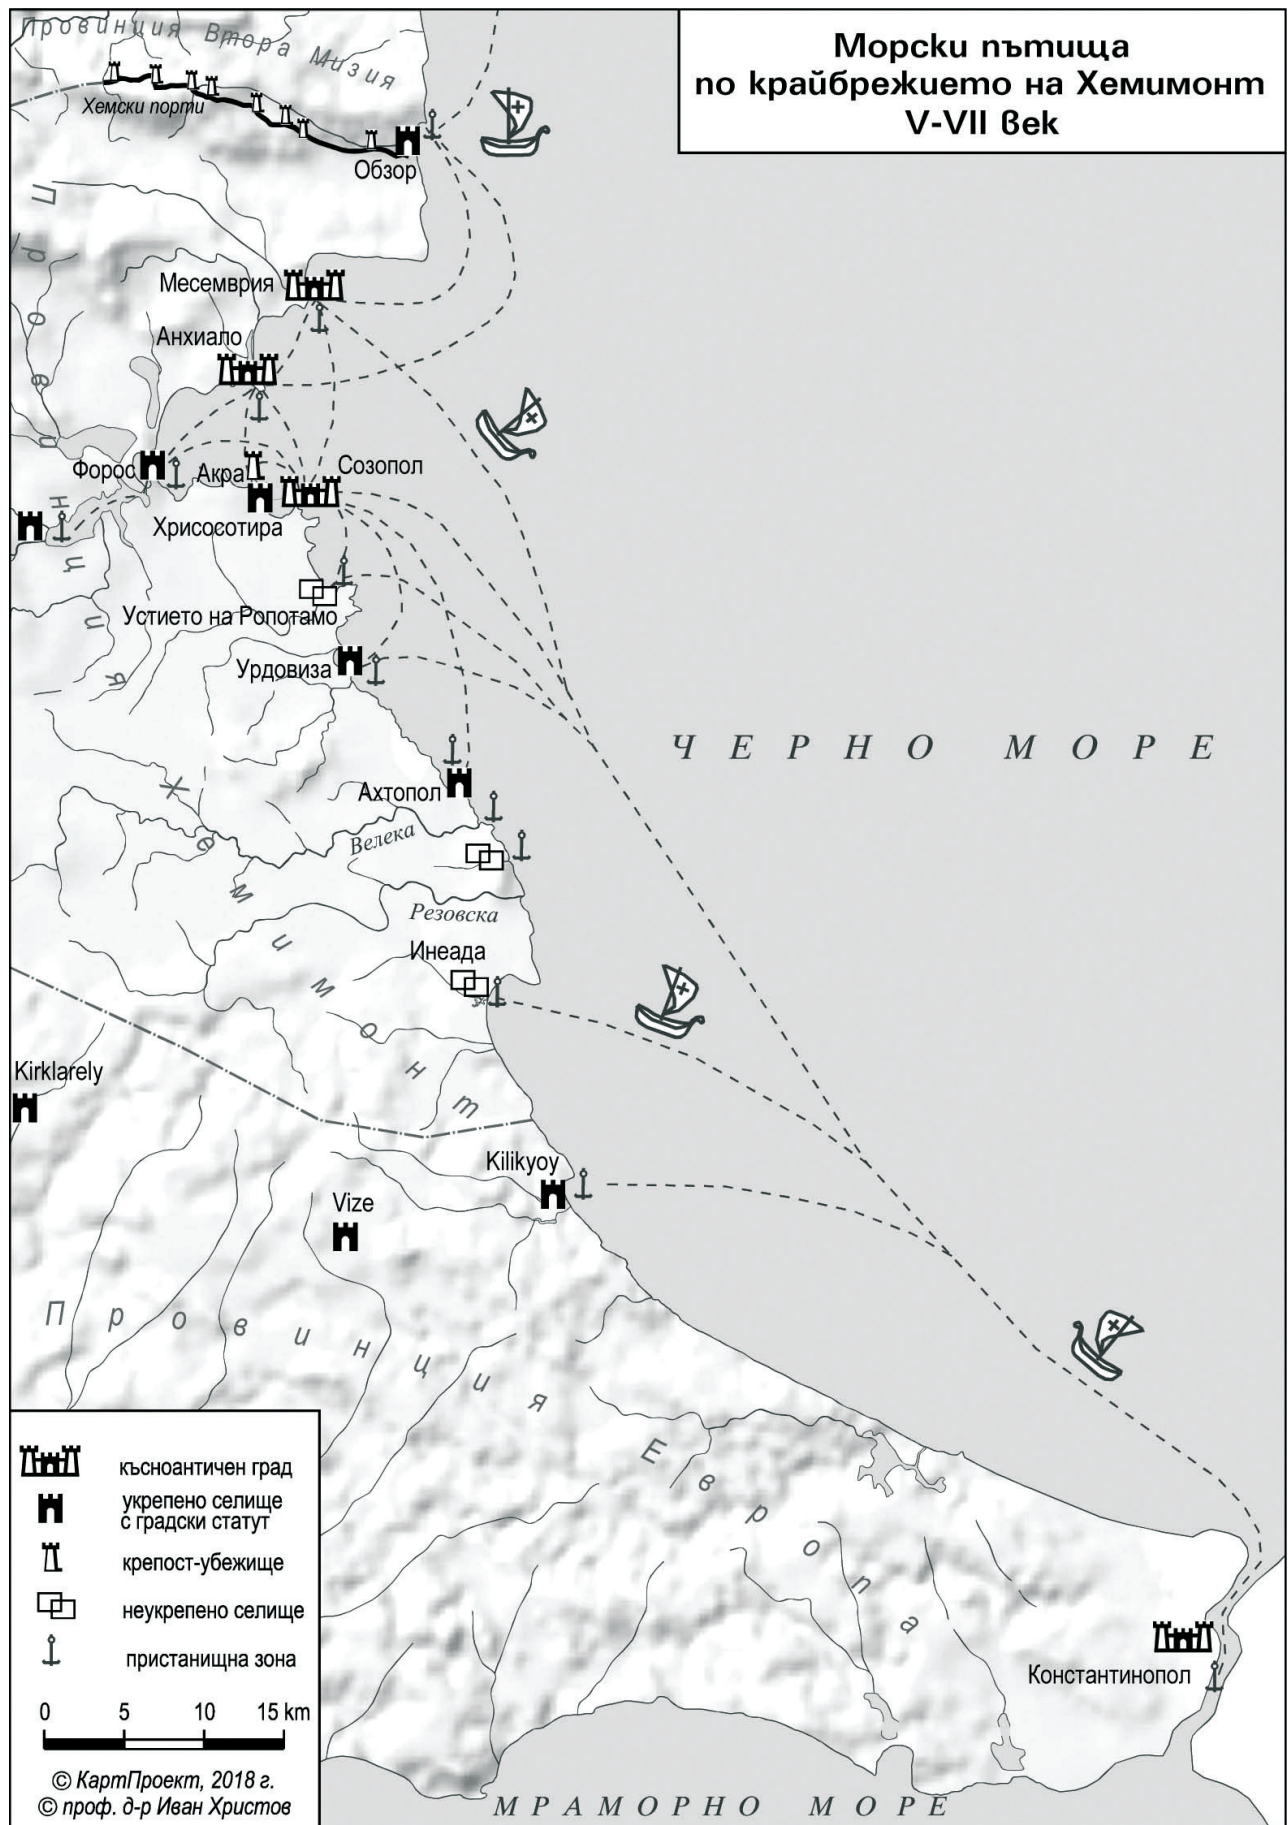 Морски пътища
по крайбрежието на Хемимонт
V-VII век
Провинция Втора Мизия
Хемски порти
Обзор
Месемврия
Анхиало
Форос
Акра
Созопол
Хрисосотира
Устието на Ропотамо
Урдовиза
ЧЕРНО МОРЕ
Ахтопол
Велека
Резовска
Инеада
Провинция Хемимонт
Kirklarely
Kilikyoy
Vize
Провинция Европа
Константинопол
МРАМОРНО МОРЕ
късноантичен град
укрепено селище
с градски статут
крепост-убежище
неукрепено селище
пристанищна зона
0 5 10 15 km
© КартПроект, 2018 г.
© проф. д-р Иван Христов